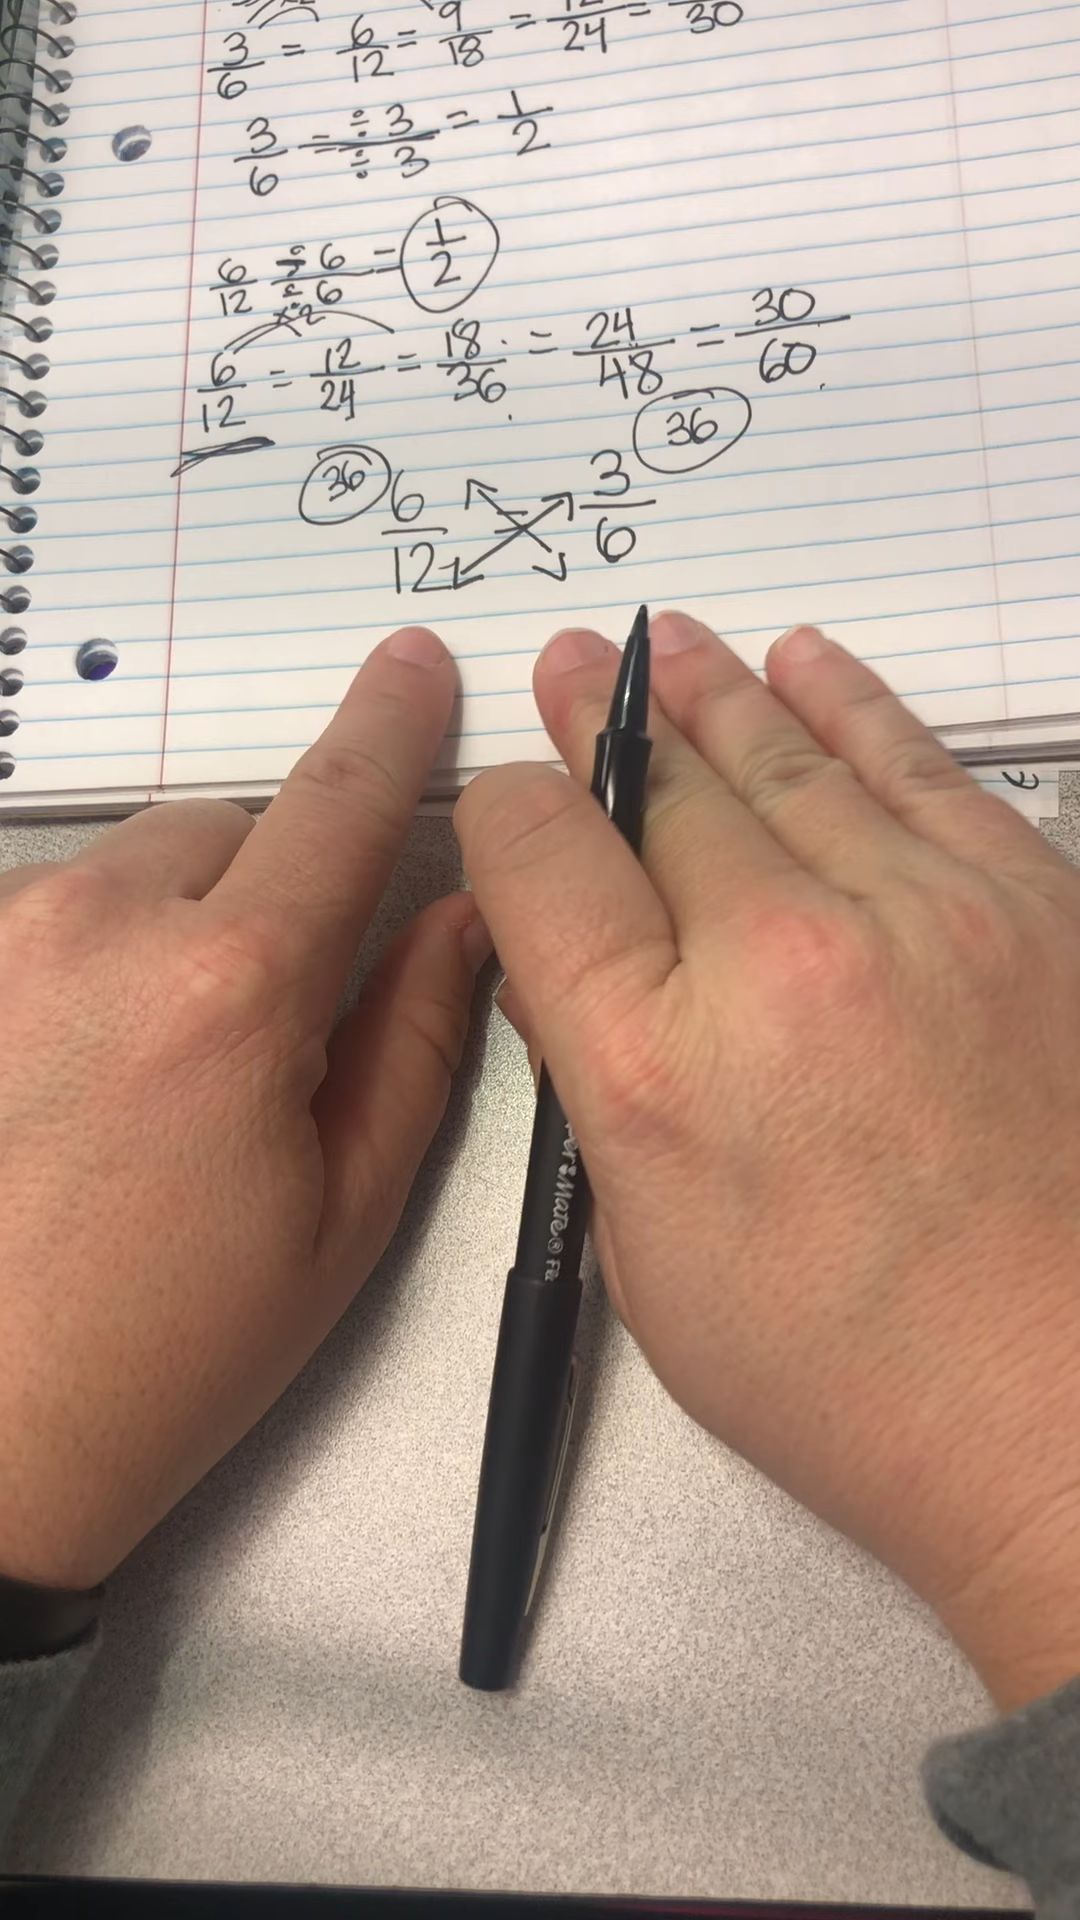 3/6 = 6/12 = 9/18 = 12/24 = /30
3/6 = ÷3/÷3 = 1/2
6/12 ÷6/÷6 = 1/2
×2
6/12 = 12/24 = 18/36 = 24/48 = 30/60
36 6/12 = 3/6 36
PerMate®